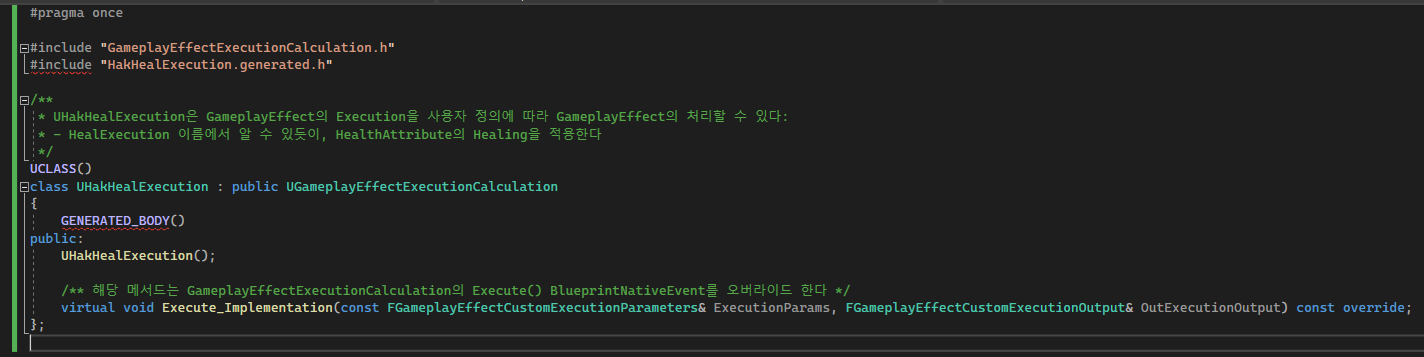 #pragma once
#include "GameplayEffectExecutionCalculation.h"
#include "HakHealExecution.generated.h"
/**
* UHakHealExecution은 GameplayEffect의 Execution을 사용자 정의에 따라 GameplayEffect의 처리할 수 있다:
* - HealExecution 이름에서 알 수 있듯이, HealthAttribute의 Healing을 적용한다
*/
UCLASS()
class UHakHealExecution : public UGameplayEffectExecutionCalculation
{
GENERATED_BODY()
public:
UHakHealExecution();
/** 해당 메서드는 GameplayEffectExecutionCalculation의 Execute() BlueprintNativeEvent를 오버라이드 한다 */
virtual void Execute_Implementation(const FGameplayEffectCustomExecutionParameters& ExecutionParams, FGameplayEffectCustomExecutionOutput& OutExecutionOutput) const override;
};